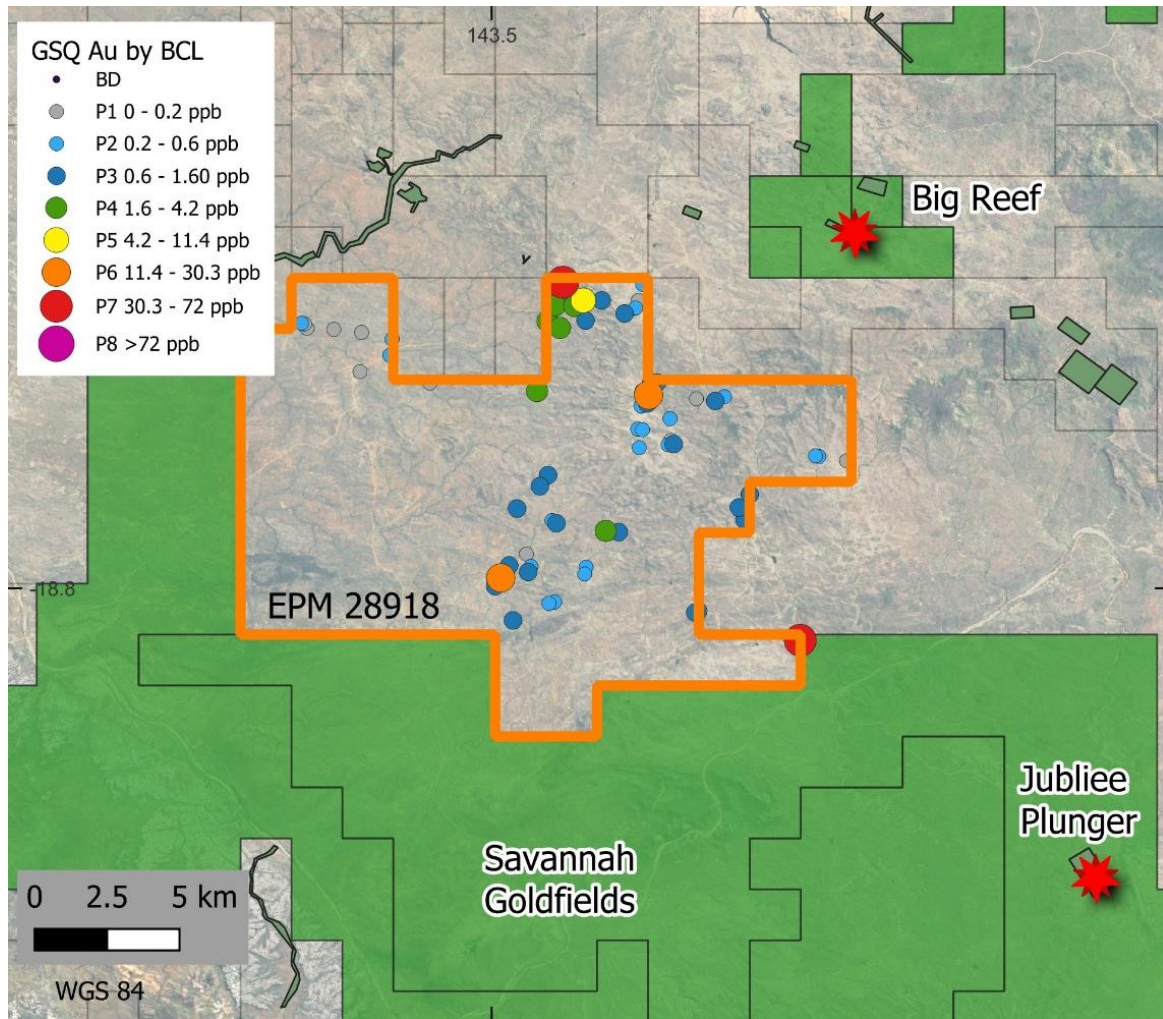 143.5
GSQ Au by BCL
BD
P1 0 - 0.2 ppb
P2 0.2 - 0.6 ppb
P3 0.6 - 1.60 ppb
P4 1.6 - 4.2 ppb
P5 4.2 - 11.4 ppb
P6 11.4 - 30.3 ppb
P7 30.3 - 72 ppb
P8 >72 ppb
Big Reef
-18.8
EPM 28918
Jubliee
Plunger
Savannah
Goldfields
0 2.5 5 km
WGS 84